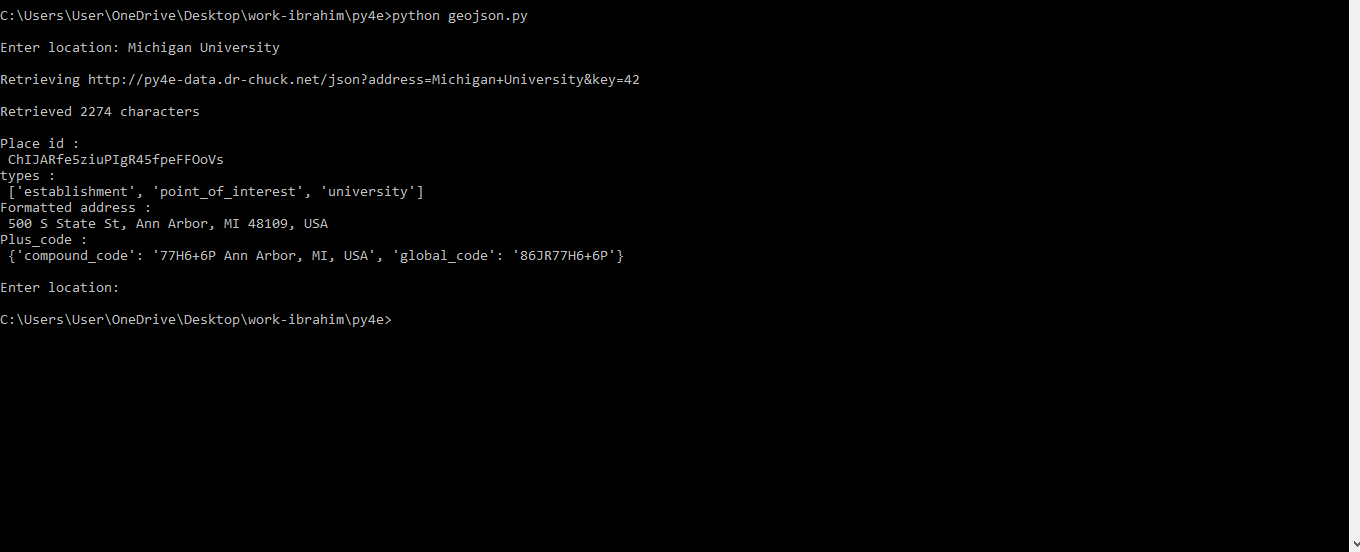 C:\Users\User\OneDrive\Desktop\work-ibrahim\py4e>python geojson.py
Enter location: Michigan University
Retrieving http://py4e-data.dr-chuck.net/json?address=Michigan+University&key=42
Retrieved 2274 characters
Place id :
ChIJARfe5ziuPIgR45fpeFFOoVs
types :
['establishment', 'point_of_interest', 'university']
Formatted address :
500 S State St, Ann Arbor, MI 48109, USA
Plus_code :
{'compound_code': '77H6+6P Ann Arbor, MI, USA', 'global_code': '86JR77H6+6P'}
Enter location:
C:\Users\User\OneDrive\Desktop\work-ibrahim\py4e>